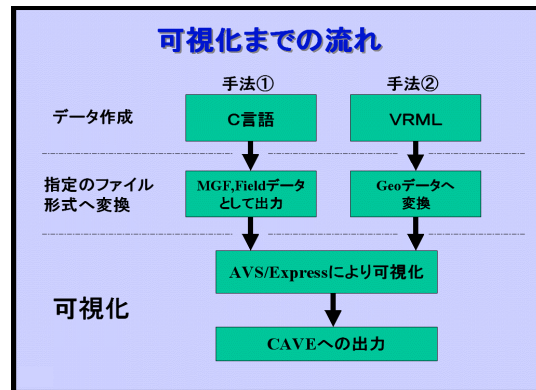 可視化までの流れ
手法①
手法②
データ作成
C言語
VRML
指定のファイル
形式へ変換
MGF,Fieldデータ
として出力
Geoデータへ
変換
可視化
AVS/Expressにより可視化
CAVEへの出力